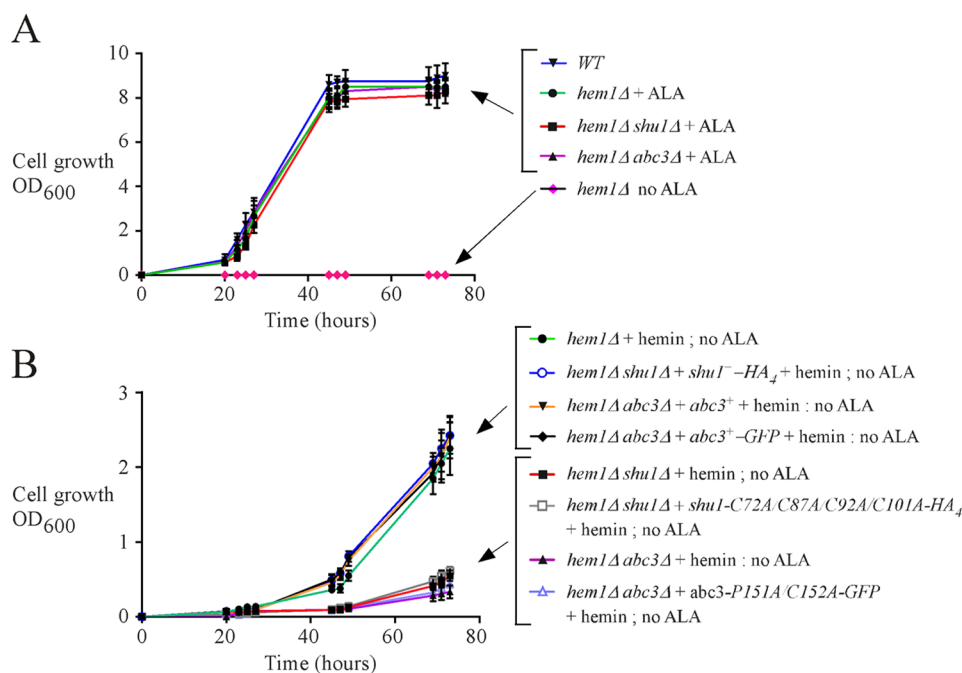 A
10
8
6
4
2
0
Cell growth
OD600
0 20 40 60 80
Time (hours)
WT
hem1Δ + ALA
hem1Δ shu1Δ + ALA
hem1Δ abc3Δ + ALA
hem1Δ no ALA
B
3
2
1
0
Cell growth
OD600
0 20 40 60 80
Time (hours)
hem1Δ + hemin ; no ALA
hem1Δ shu1Δ + shu1⁻–HA4 + hemin ; no ALA
hem1Δ abc3Δ + abc3⁺ + hemin : no ALA
hem1Δ abc3Δ + abc3⁺–GFP + hemin : no ALA
hem1Δ shu1Δ + hemin ; no ALA
hem1Δ shu1Δ + shu1-C72A/C87A/C92A/C101A-HA4
+ hemin ; no ALA
hem1Δ abc3Δ + hemin : no ALA
hem1Δ abc3Δ + abc3-P151A/C152A-GFP
+ hemin ; no ALA